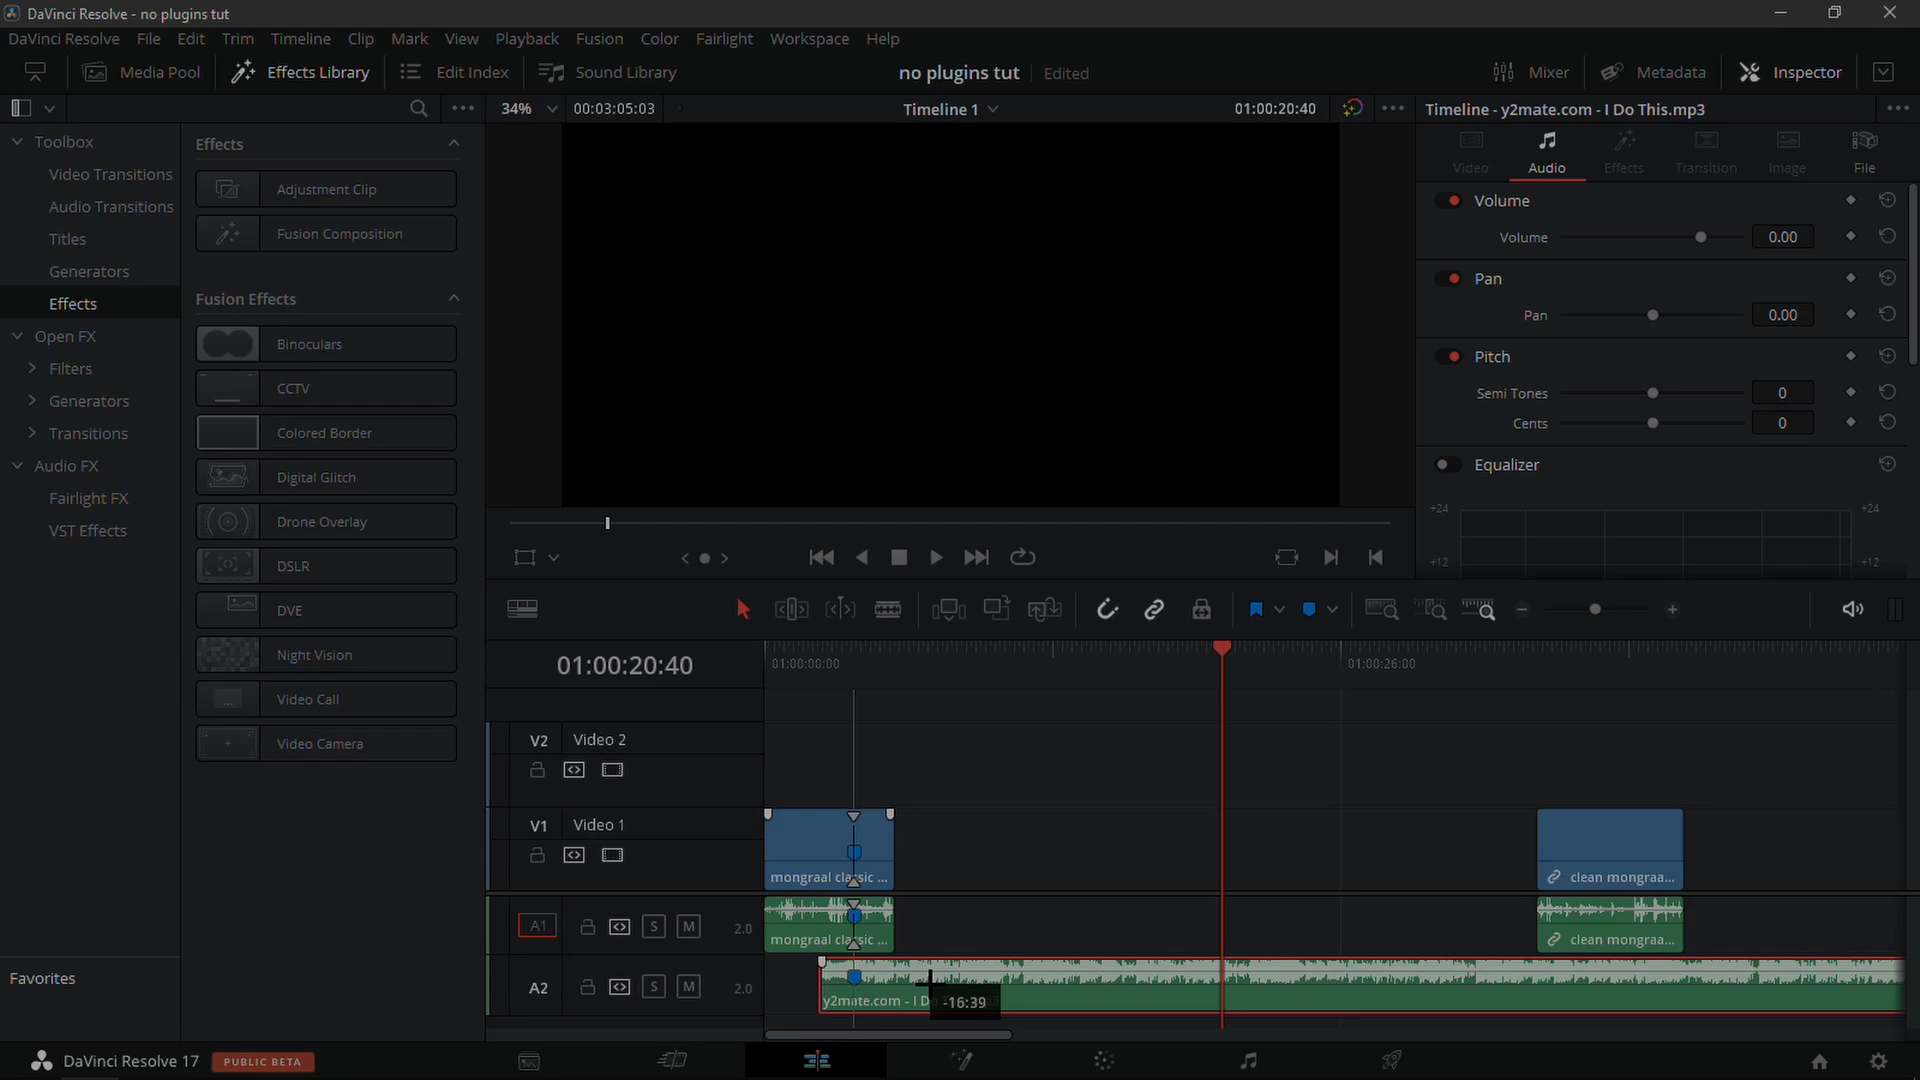 DaVinci Resolve - no plugins tut
DaVinci Resolve File Edit Trim Timeline Clip Mark View Playback Fusion Color Fairlight Workspace Help
Media Pool Effects Library Edit Index Sound Library no plugins tut Edited Mixer Metadata Inspector
34% 00:03:05:03 Timeline 1 01:00:20:40 Timeline - y2mate.com - I Do This.mp3
Toolbox
Video Transitions
Audio Transitions
Titles
Generators
Effects
Open FX
Filters
Generators
Transitions
Audio FX
Fairlight FX
VST Effects
Favorites
Effects
Adjustment Clip
Fusion Composition
Fusion Effects
Binoculars
CCTV
Colored Border
Digital Glitch
Drone Overlay
DSLR
DVE
Night Vision
Video Call
Video Camera
Video Audio Effects Transition Image File
Volume
Volume 0.00
Pan
Pan 0.00
Pitch
Semi Tones 0
Cents 0
Equalizer
+24 +24
+12 +12
01:00:20:40 01:00:00:00 01:00:26:00
V2 Video 2
V1 Video 1
mongraal classic ... clean mongraa...
A1 S M 2.0
mongraal classic ... clean mongraa...
A2 S M 2.0
y2mate.com - I Do
-16:39
DaVinci Resolve 17 PUBLIC BETA